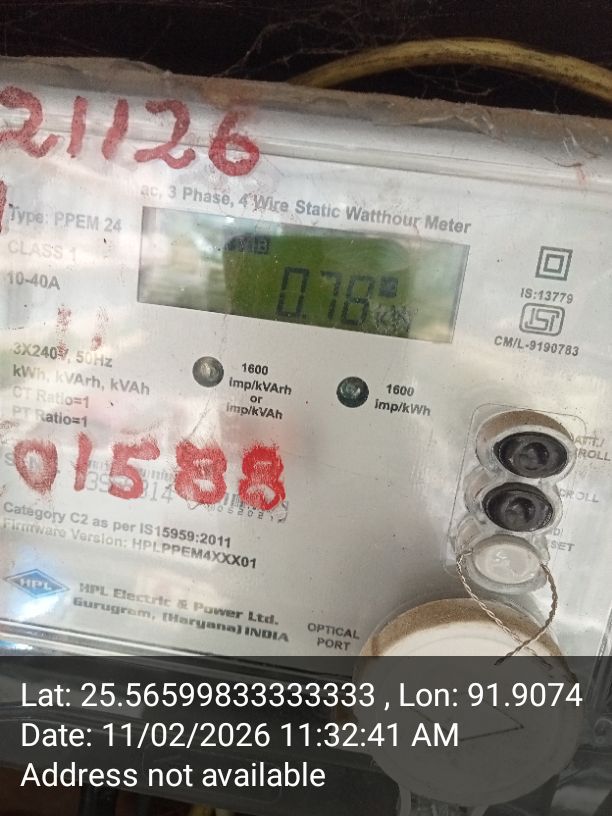 21126
ac, 3 Phase, 4 Wire Static Watthour Meter
Type: PPEM 24
CLASS 1
10-40A
0.78
IS:13779
ISI
CM/L-9190783
3X240V, 50Hz
kWh, kVArh, kVAh
CT Ratio=1
PT Ratio=1
1600
imp/kVArh
or
imp/kVAh
1600
imp/kWh
01588
Category C2 as per IS15959:2011
Firmware Version: HPLPPEM4XXX01
HPL
HPL Electric & Power Ltd.
Gurugram, (Haryana) INDIA
OPTICAL
PORT
Lat: 25.56599833333333 , Lon: 91.9074
Date: 11/02/2026 11:32:41 AM
Address not available